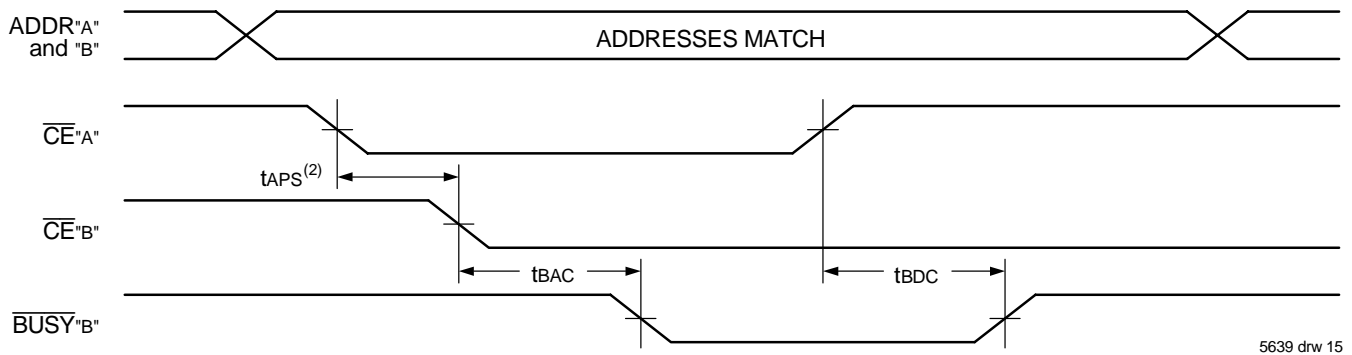 ADDR"A"
and "B"
ADDRESSES MATCH
CE"A"
tAPS(2)
CE"B"
tBAC
tBDC
BUSY"B"
5639 drw 15